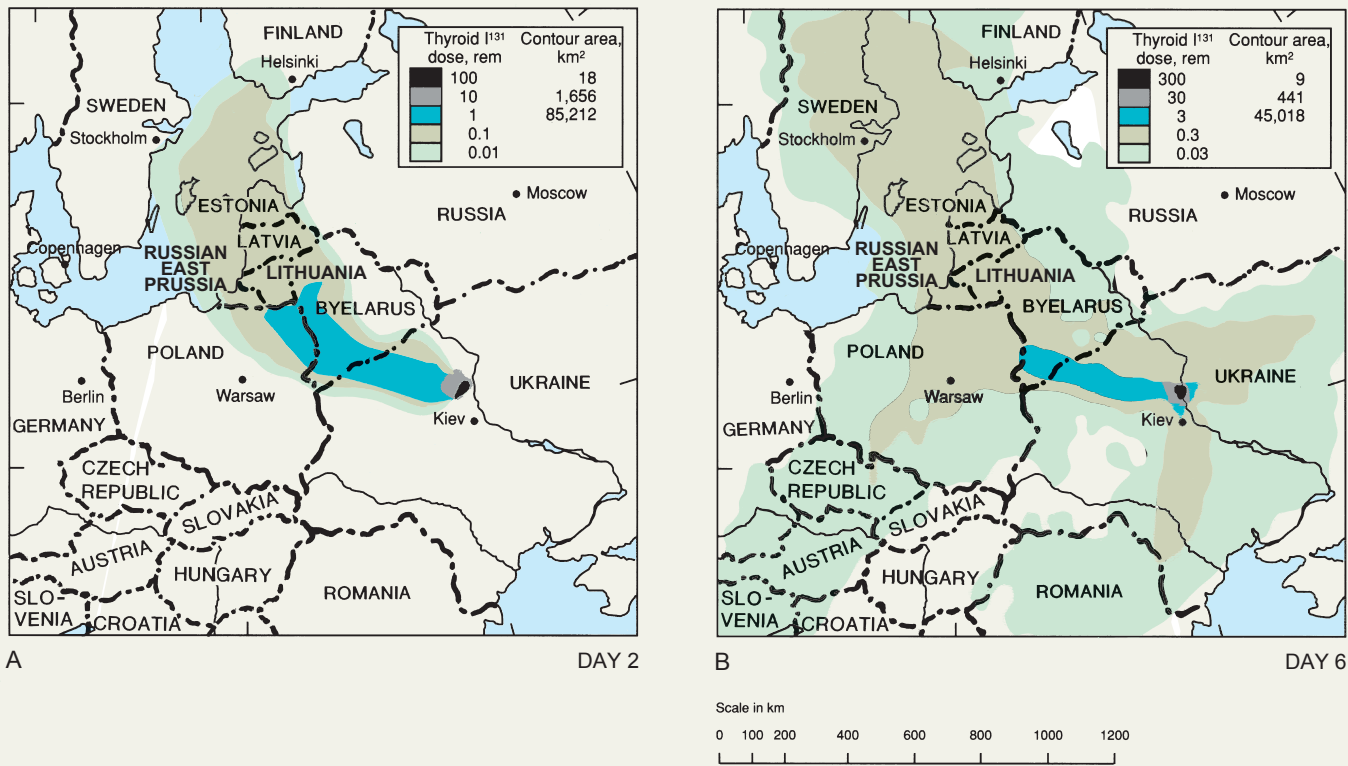 FINLAND
Helsinki
Thyroid I¹³¹ dose, rem
Contour area, km²
100 18
10 1,656
1 85,212
0.1
0.01
SWEDEN
Stockholm
Moscow
ESTONIA
RUSSIA
LATVIA
Copenhagen
RUSSIAN
EAST
PRUSSIA
LITHUANIA
BYELARUS
POLAND
UKRAINE
Berlin
Warsaw
Kiev
GERMANY
CZECH
REPUBLIC
SLOVAKIA
AUSTRIA
HUNGARY
ROMANIA
SLO-
VENIA
CROATIA
A
DAY 2
FINLAND
Helsinki
Thyroid I¹³¹ dose, rem
Contour area, km²
300 9
30 441
3 45,018
0.3
0.03
SWEDEN
Stockholm
Moscow
ESTONIA
RUSSIA
LATVIA
Copenhagen
RUSSIAN
EAST
PRUSSIA
LITHUANIA
BYELARUS
POLAND
UKRAINE
Berlin
Warsaw
Kiev
GERMANY
CZECH
REPUBLIC
SLOVAKIA
AUSTRIA
HUNGARY
ROMANIA
SLO-
VENIA
CROATIA
B
DAY 6
Scale in km
0 100 200 400 600 800 1000 1200